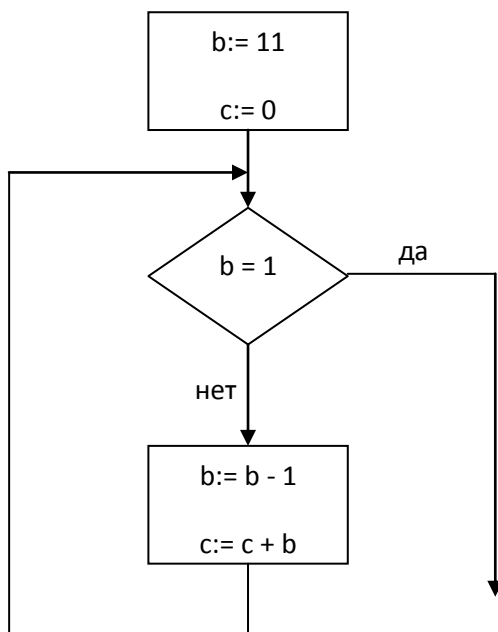 b:= 11
c:= 0
b = 1
да
нет
b:= b - 1
c:= c + b